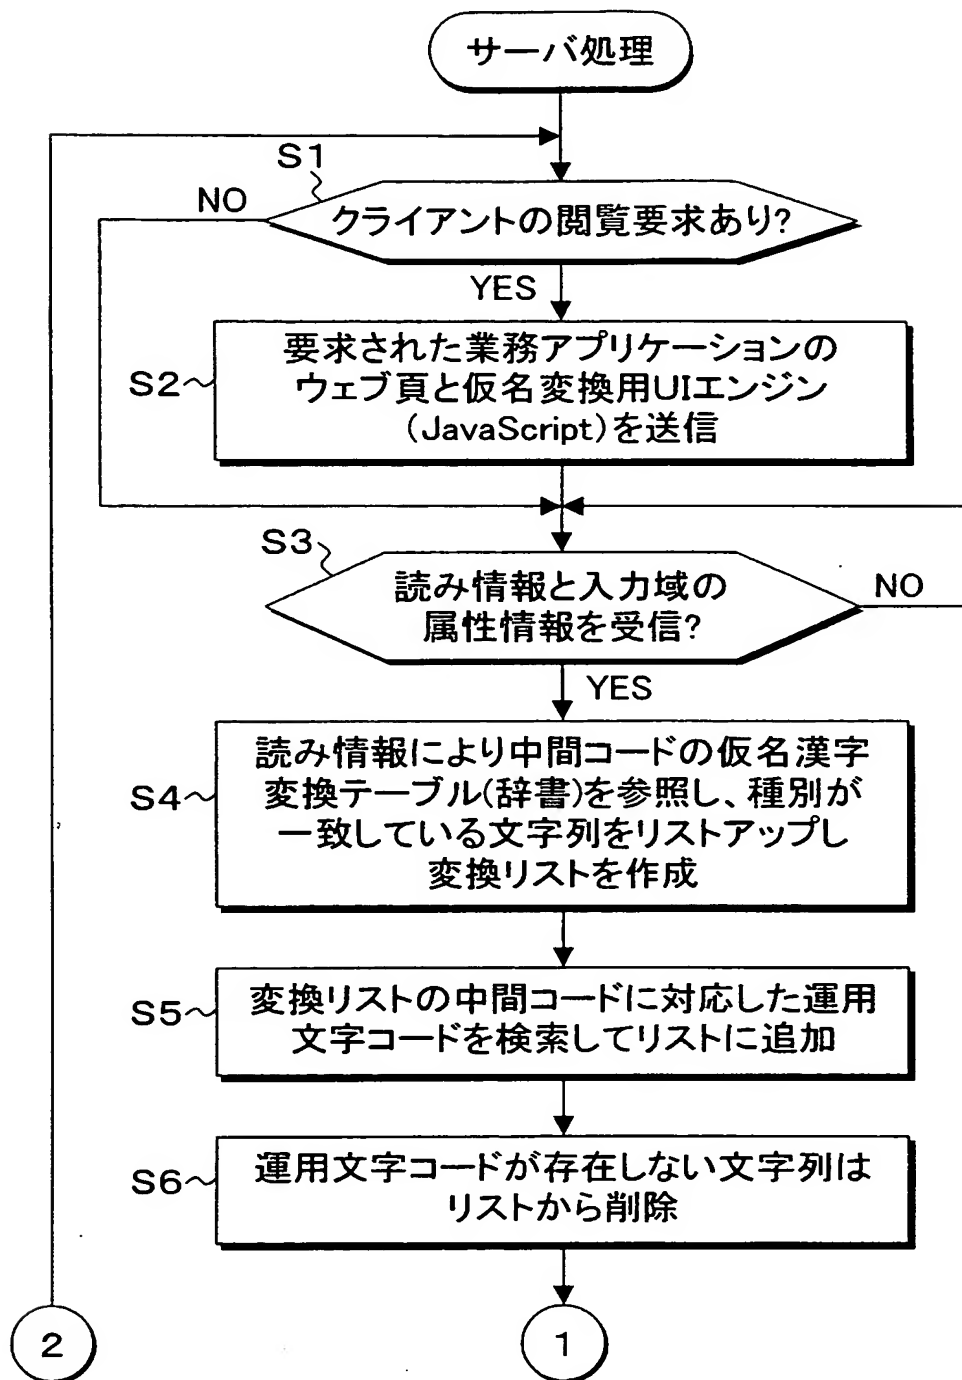 サーバ処理
S1
NO
クライアントの閲覧要求あり?
YES
S2
要求された業務アプリケーションの
ウェブ頁と仮名変換用UIエンジン
(JavaScript)を送信
S3
読み情報と入力域の
属性情報を受信?
NO
YES
S4
読み情報により中間コードの仮名漢字
変換テーブル(辞書)を参照し、種別が
一致している文字列をリストアップし
変換リストを作成
S5
変換リストの中間コードに対応した運用
文字コードを検索してリストに追加
S6
運用文字コードが存在しない文字列は
リストから削除
2
1